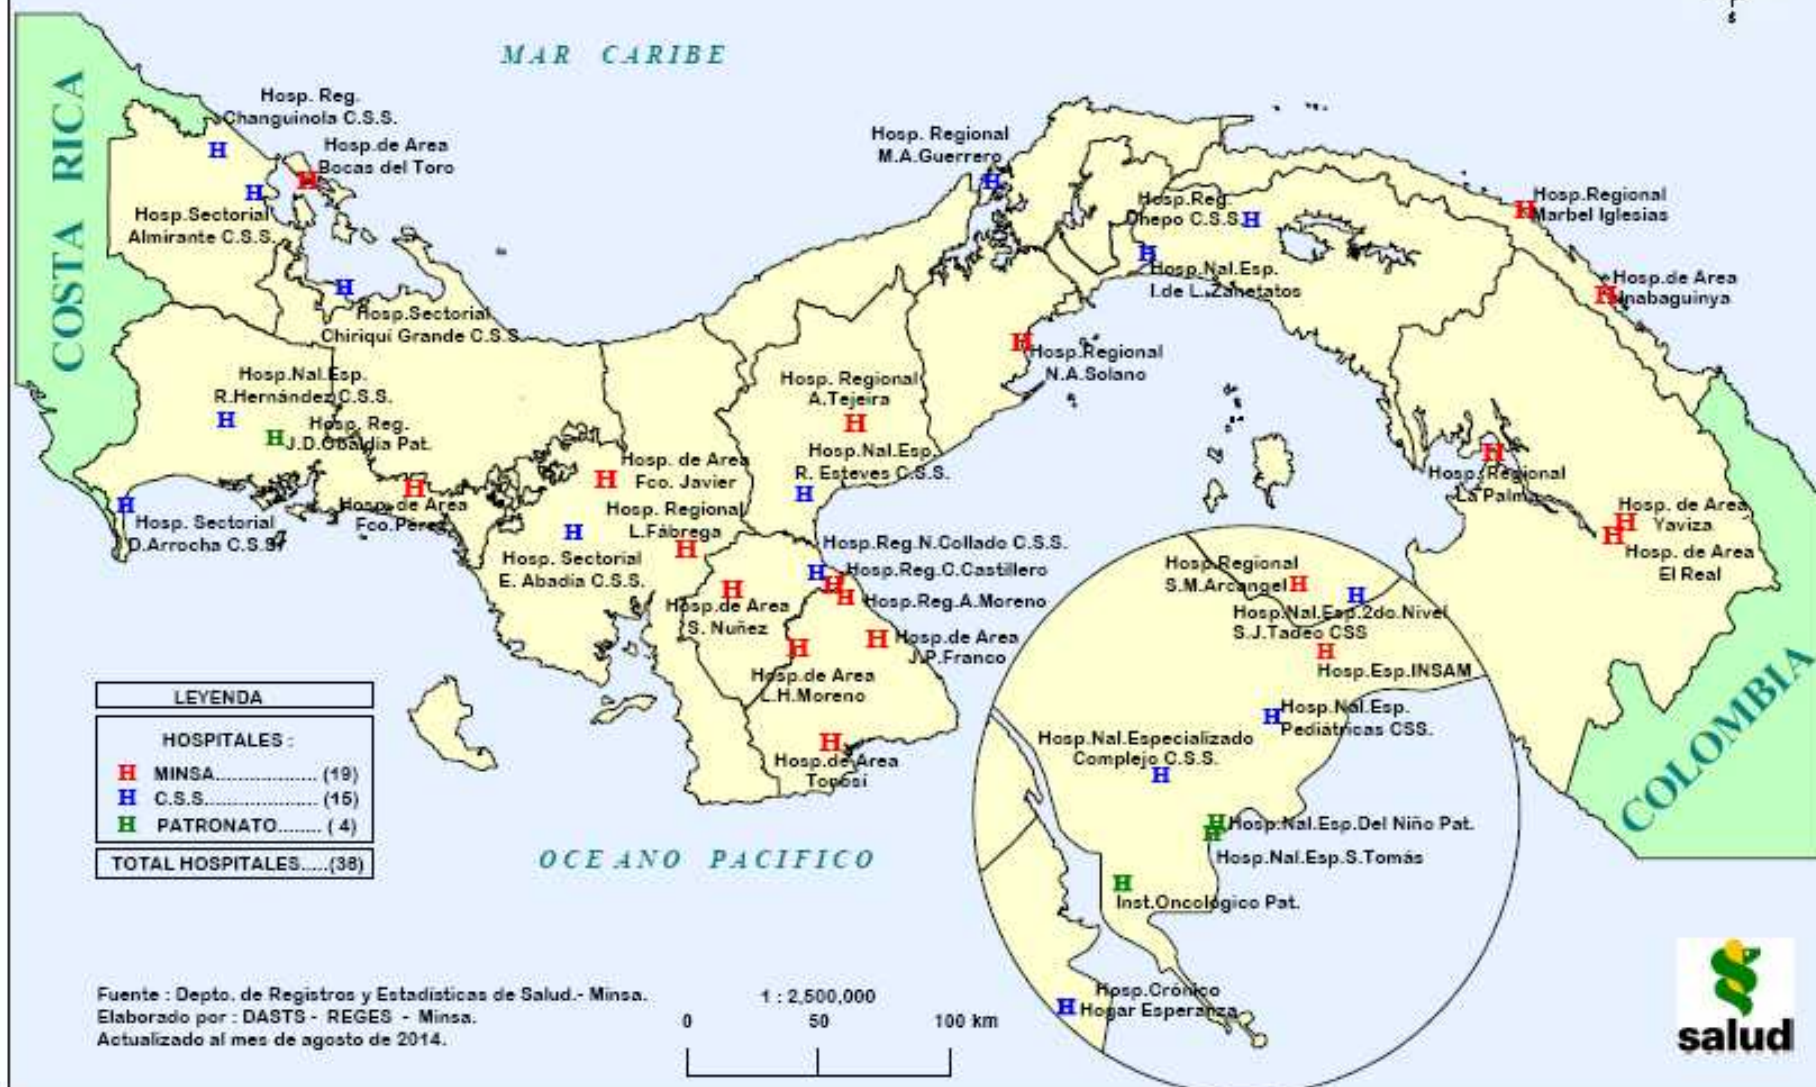 S
MAR CARIBE
COSTA RICA
Hosp. Reg.
Changuinola C.S.S.
Hosp.de Area
Bocas del Toro
Hosp.Sectorial
Almirante C.S.S.
Hosp.Sectorial
Chiriquí Grande C.S.S.
Hosp. Regional
M.A.Guerrero
Hosp.Reg.
Chepo C.S.S.
Hosp.Nal.Esp.
I.de L. Zanetatos
Hosp.Regional
Marbel Iglesias
Hosp.de Area
Inabaguinya
Hosp.Regional
N.A.Solano
Hosp.Nal.Esp.
R.Hernández C.S.S.
Hosp. Reg.
J.D.Obaldía Pat.
Hosp. Regional
A.Tejeira
Hosp.Nal.Esp.
R. Esteves C.S.S.
Hosp. de Area
Fco. Javier
Hosp. Regional
L.Fábrega
Hosp. de Area
Fco.Pérez
Hosp. Sectorial
D.Arrocha C.S.S.
Hosp. Sectorial
E. Abadía C.S.S.
Hosp.Reg.N.Collado C.S.S.
Hosp.Reg.C.Castillero
Hosp.Reg.A.Moreno
Hosp.de Area
S. Nuñez
Hosp.de Area
J.P.Franco
Hosp.de Area
L.H.Moreno
Hosp.de Area
Tonosí
Hosp. Regional
La Palma
Hosp. de Area
Yaviza
Hosp. de Area
El Real
COLOMBIA
Hosp.Regional
S.M.Arcangel
Hosp.Nal.Esp.2do.Nivel
S.J.Tadeo CSS
Hosp.Esp.INSAM
Hosp.Nal.Esp.
Pediátricas CSS.
Hosp.Nal.Especializado
Complejo C.S.S.
Hosp.Nal.Esp.Del Niño Pat.
Hosp.Nal.Esp.S.Tomás
Inst.Oncológico Pat.
Hosp.Crónico
Hogar Esperanza
LEYENDA
HOSPITALES :
H MINSA................... (19)
H C.S.S...................... (15)
H PATRONATO........ ( 4)
TOTAL HOSPITALES.....(38)
OCEANO PACIFICO
Fuente : Depto. de Registros y Estadísticas de Salud.- Minsa.
Elaborado por : DASTS - REGES - Minsa.
Actualizado al mes de agosto de 2014.
1 : 2,500,000
0 50 100 km
salud